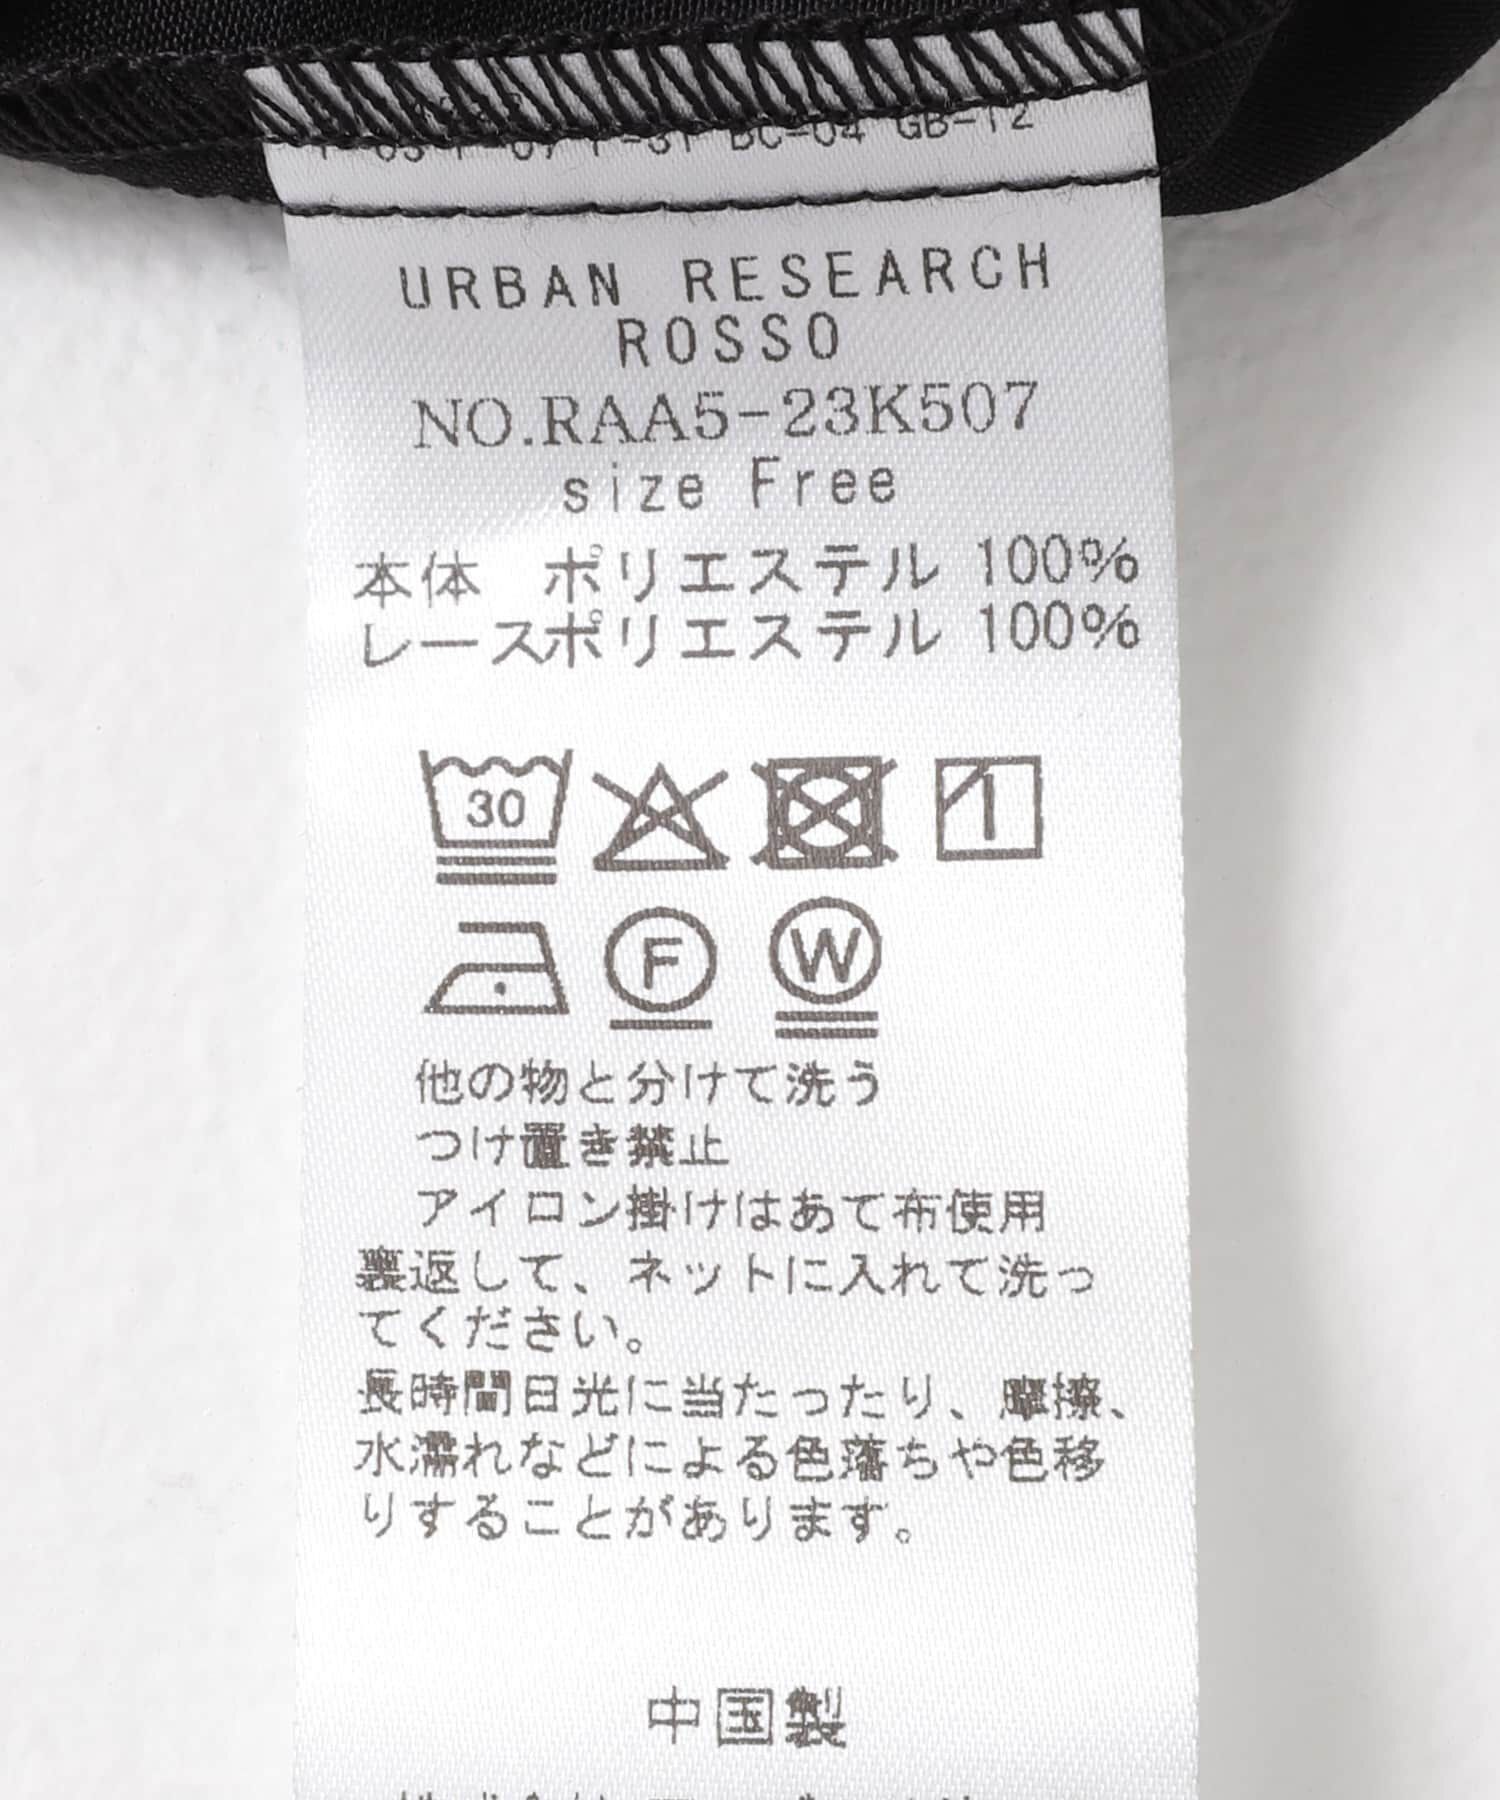 BC-04 GB-12
URBAN RESEARCH
ROSSO
NO.RAA5-23K507
size Free
本体 ポリエステル 100%
レースポリエステル 100%
30
F W
他の物と分けて洗う
つけ置き禁止
アイロン掛けはあて布使用
裏返して、ネットに入れて洗っ
てください。
長時間日光に当たったり、摩擦、
水濡れなどによる色落ちや色移
りすることがあります。
中国製